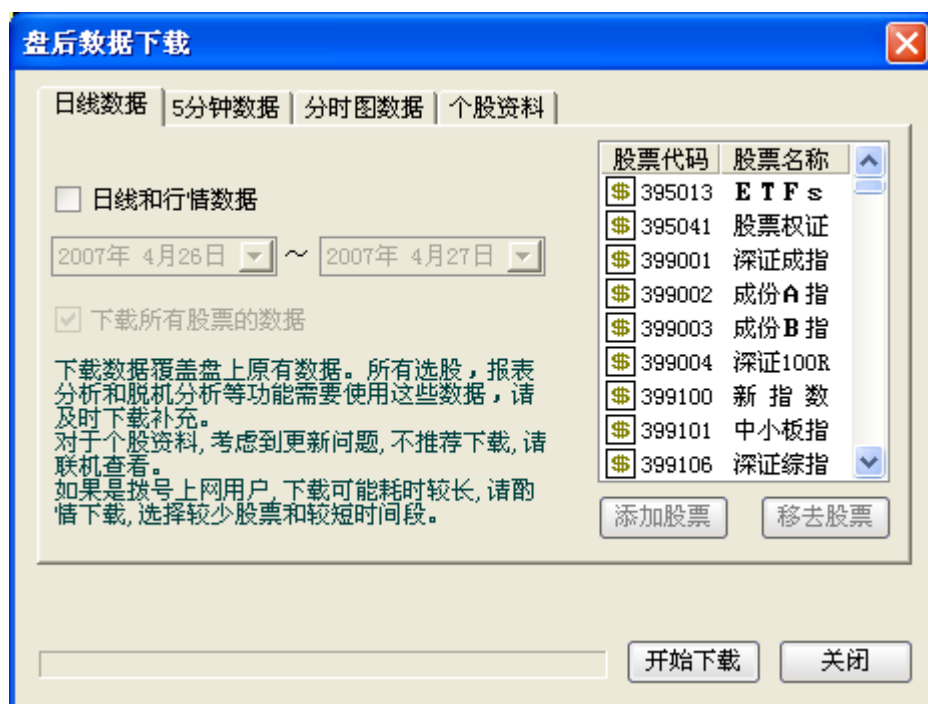 盘后数据下载
日线数据
5分钟数据
分时图数据
个股资料
日线和行情数据
2007年 4月26日
～
2007年 4月27日
下载所有股票的数据
下载数据覆盖盘上原有数据。所有选股，报表
分析和脱机分析等功能需要使用这些数据，请
及时下载补充。
对于个股资料,考虑到更新问题,不推荐下载,请
联机查看。
如果是拨号上网用户,下载可能耗时较长,请酌
情下载,选择较少股票和较短时间段。
股票代码 股票名称
395013 ＥＴＦｓ
395041 股票权证
399001 深证成指
399002 成份Ａ指
399003 成份Ｂ指
399004 深证100R
399100 新 指 数
399101 中小板指
399106 深证综指
添加股票
移去股票
开始下载
关闭